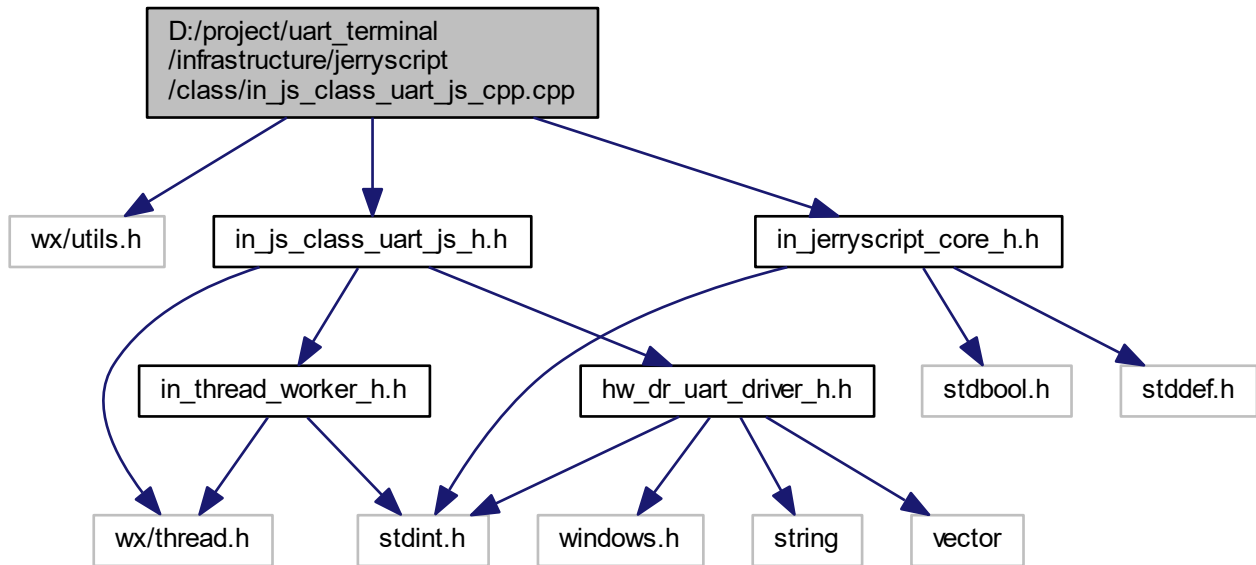 D:/project/uart_terminal
/infrastructure/jerryscript
/class/in_js_class_uart_js_cpp.cpp
wx/utils.h
in_js_class_uart_js_h.h
in_jerryscript_core_h.h
in_thread_worker_h.h
hw_dr_uart_driver_h.h
stdbool.h
stddef.h
wx/thread.h
stdint.h
windows.h
string
vector